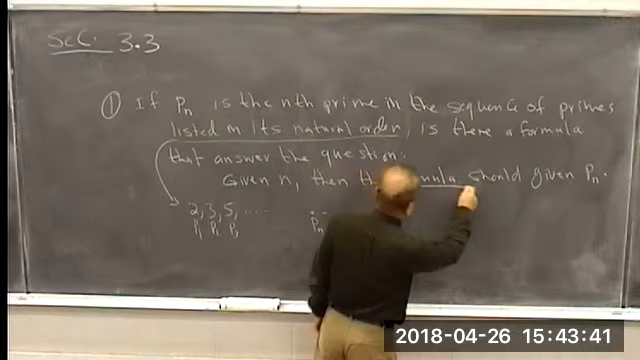 Sec. 3.3
① If Pn is the nth prime in the sequence of primes
listed in its natural order, is there a formula
that answer the question:
Given n, then the formula should given Pn.
2, 3, 5, ....
P1 P2 P3
Pn
2018-04-26 15:43:41